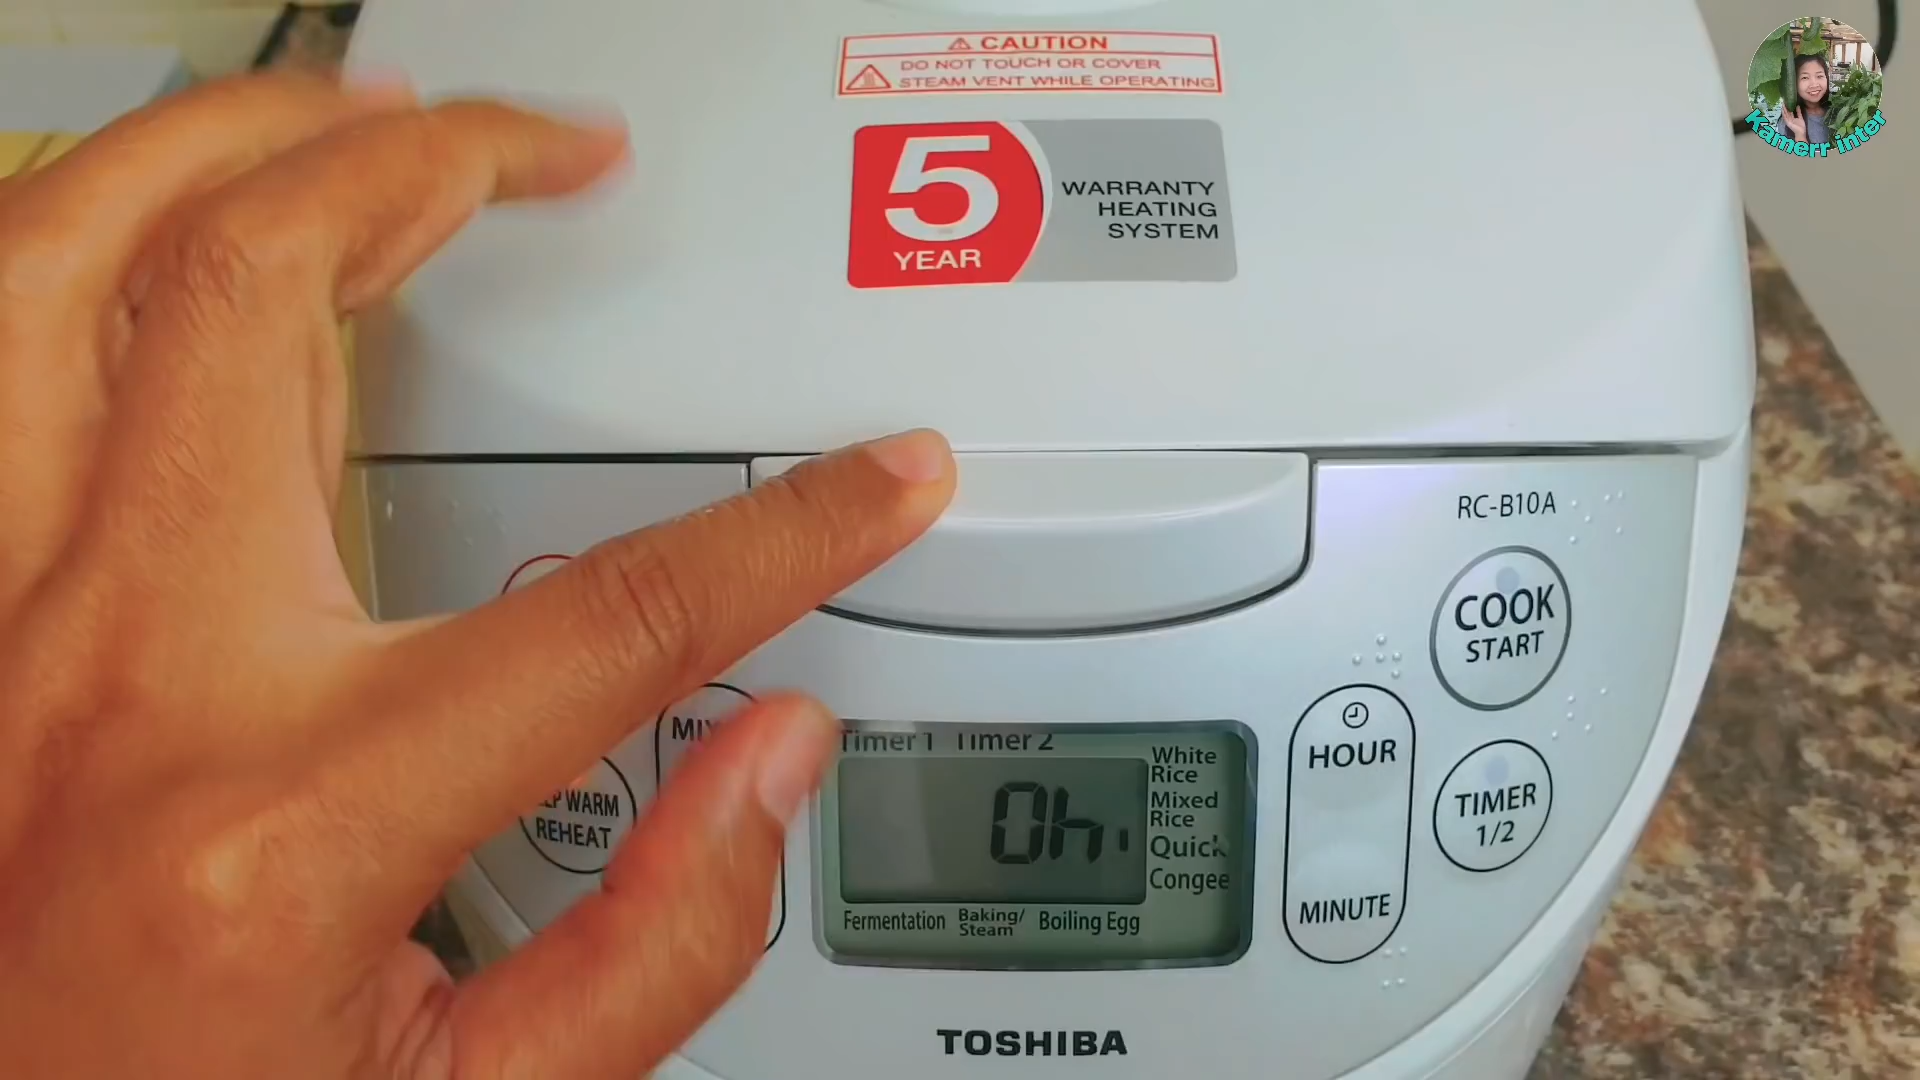 CAUTION
DO NOT TOUCH OR COVER
STEAM VENT WHILE OPERATING
Kamerr inter
5
YEAR
WARRANTY
HEATING
SYSTEM
RC-B10A
COOK
START
HOUR
MINUTE
TIMER
1/2
WARM
REHEAT
Timer 1 Timer 2
0h
White
Rice
Mixed
Rice
Quick
Congee
Fermentation
Baking/
Steam
Boiling Egg
TOSHIBA